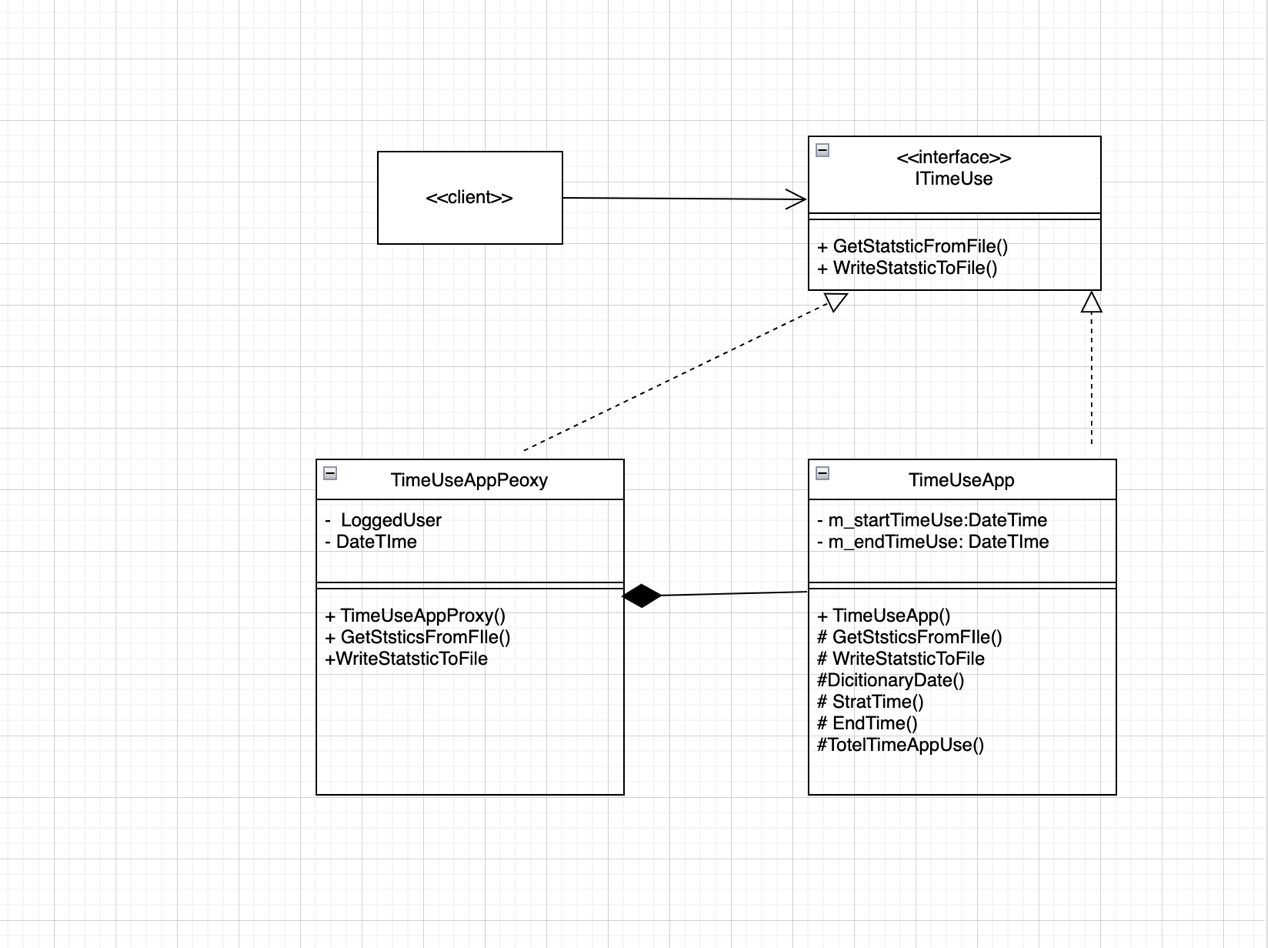 <<client>>
<<interface>>
ITimeUse
+ GetStatsticFromFile()
+ WriteStatsticToFile()
TimeUseAppPeoxy
- LoggedUser
- DateTIme
+ TimeUseAppProxy()
+ GetStsticsFromFIle()
+WriteStatsticToFile
TimeUseApp
- m_startTimeUse:DateTime
- m_endTimeUse: DateTIme
+ TimeUseApp()
# GetStsticsFromFIle()
# WriteStatsticToFile
#DicitionaryDate()
# StratTime()
# EndTime()
#TotelTimeAppUse()